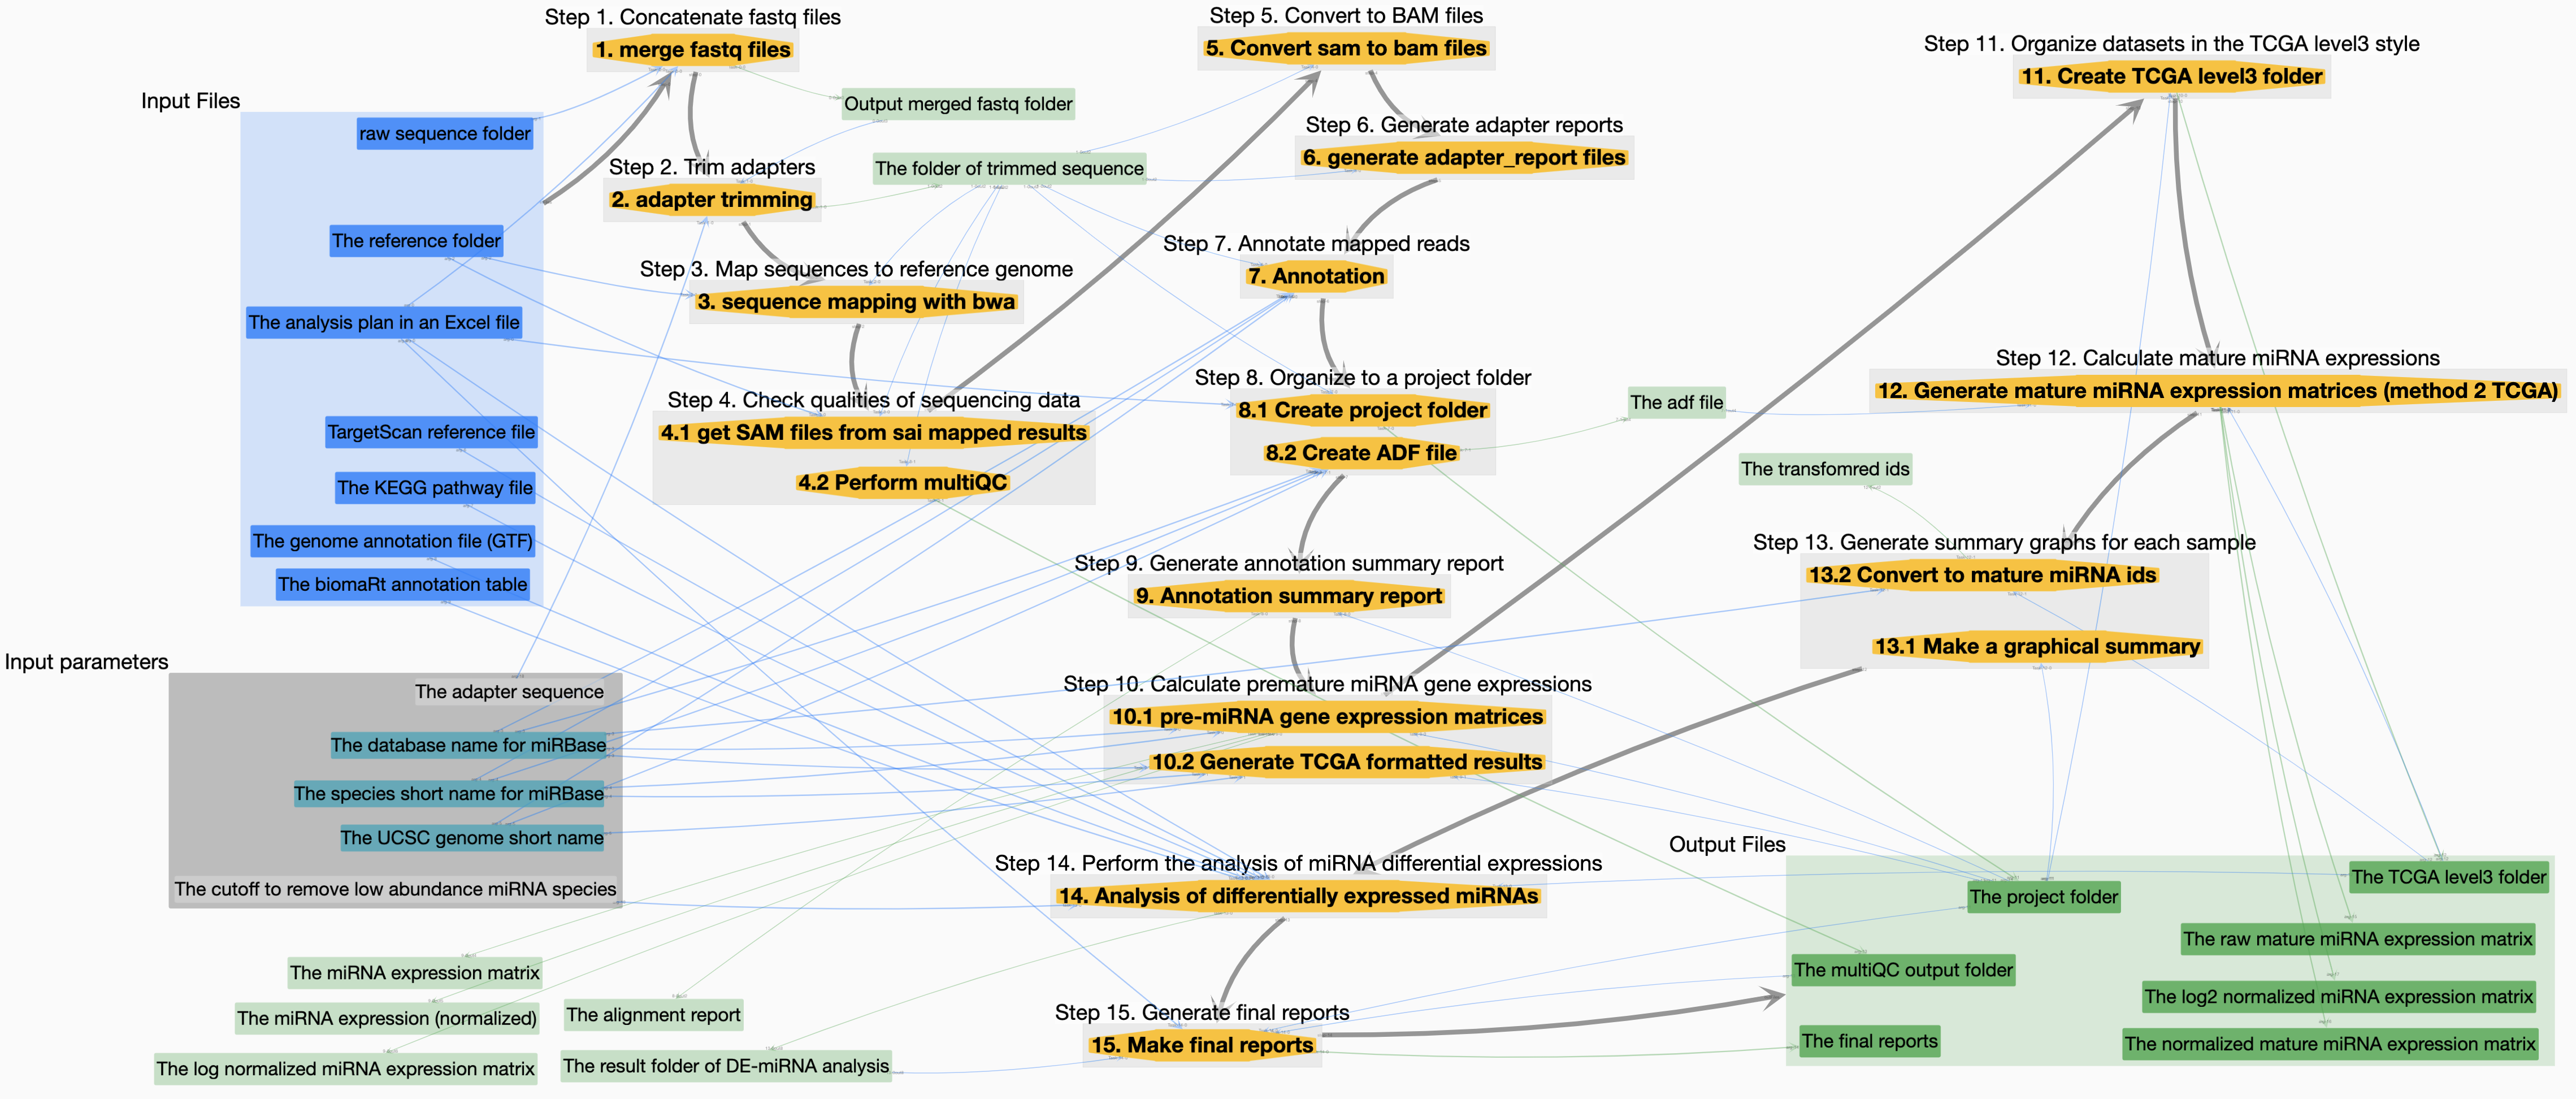 Step 1. Concatenate fastq files
1. merge fastq files
Step 5. Convert to BAM files
5. Convert sam to bam files
Step 11. Organize datasets in the TCGA level3 style
11. Create TCGA level3 folder
Input Files
raw sequence folder
The reference folder
The analysis plan in an Excel file
TargetScan reference file
The KEGG pathway file
The genome annotation file (GTF)
The biomaRt annotation table
Output merged fastq folder
Step 2. Trim adapters
2. adapter trimming
The folder of trimmed sequence
Step 3. Map sequences to reference genome
3. sequence mapping with bwa
Step 4. Check qualities of sequencing data
4.1 get SAM files from sai mapped results
4.2 Perform multiQC
Step 6. Generate adapter reports
6. generate adapter_report files
Step 7. Annotate mapped reads
7. Annotation
Step 8. Organize to a project folder
8.1 Create project folder
8.2 Create ADF file
The adf file
Step 9. Generate annotation summary report
9. Annotation summary report
Step 10. Calculate premature miRNA gene expressions
10.1 pre-miRNA gene expression matrices
10.2 Generate TCGA formatted results
Step 12. Calculate mature miRNA expressions
12. Generate mature miRNA expression matrices (method 2 TCGA)
The transfomred ids
Step 13. Generate summary graphs for each sample
13.2 Convert to mature miRNA ids
13.1 Make a graphical summary
Input parameters
The adapter sequence
The database name for miRBase
The species short name for miRBase
The UCSC genome short name
The cutoff to remove low abundance miRNA species
Step 14. Perform the analysis of miRNA differential expressions
14. Analysis of differentially expressed miRNAs
Step 15. Generate final reports
15. Make final reports
The miRNA expression matrix
The miRNA expression (normalized)
The log normalized miRNA expression matrix
The alignment report
The result folder of DE-miRNA analysis
Output Files
The TCGA level3 folder
The project folder
The raw mature miRNA expression matrix
The multiQC output folder
The log2 normalized miRNA expression matrix
The final reports
The normalized mature miRNA expression matrix